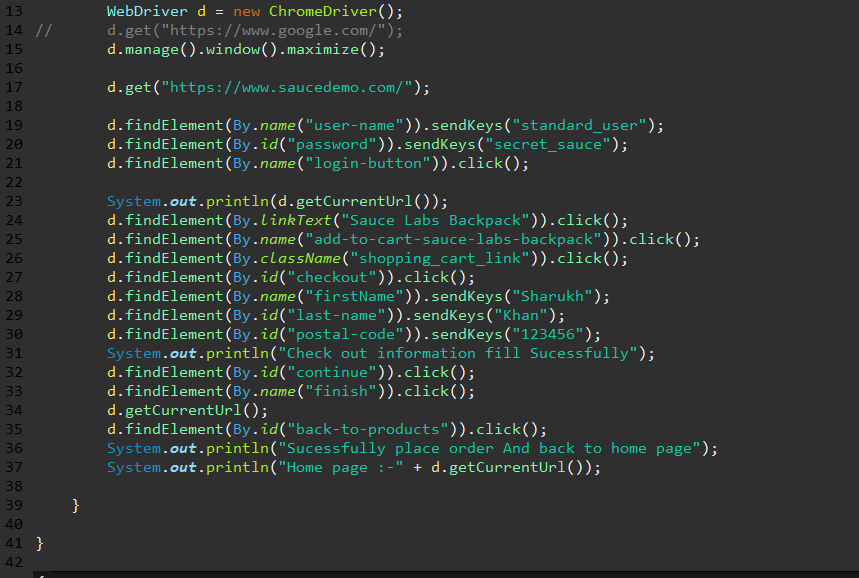 13 WebDriver d = new ChromeDriver();
14 // d.get("https://www.google.com/");
15 d.manage().window().maximize();
16
17 d.get("https://www.saucedemo.com/");
18
19 d.findElement(By.name("user-name")).sendKeys("standard_user");
20 d.findElement(By.id("password")).sendKeys("secret_sauce");
21 d.findElement(By.name("login-button")).click();
22
23 System.out.println(d.getCurrentUrl());
24 d.findElement(By.linkText("Sauce Labs Backpack")).click();
25 d.findElement(By.name("add-to-cart-sauce-labs-backpack")).click();
26 d.findElement(By.className("shopping_cart_link")).click();
27 d.findElement(By.id("checkout")).click();
28 d.findElement(By.name("firstName")).sendKeys("Sharukh");
29 d.findElement(By.id("last-name")).sendKeys("Khan");
30 d.findElement(By.id("postal-code")).sendKeys("123456");
31 System.out.println("Check out information fill Sucessfully");
32 d.findElement(By.id("continue")).click();
33 d.findElement(By.name("finish")).click();
34 d.getCurrentUrl();
35 d.findElement(By.id("back-to-products")).click();
36 System.out.println("Sucessfully place order And back to home page");
37 System.out.println("Home page :-" + d.getCurrentUrl());
38
39 }
40
41 }
42